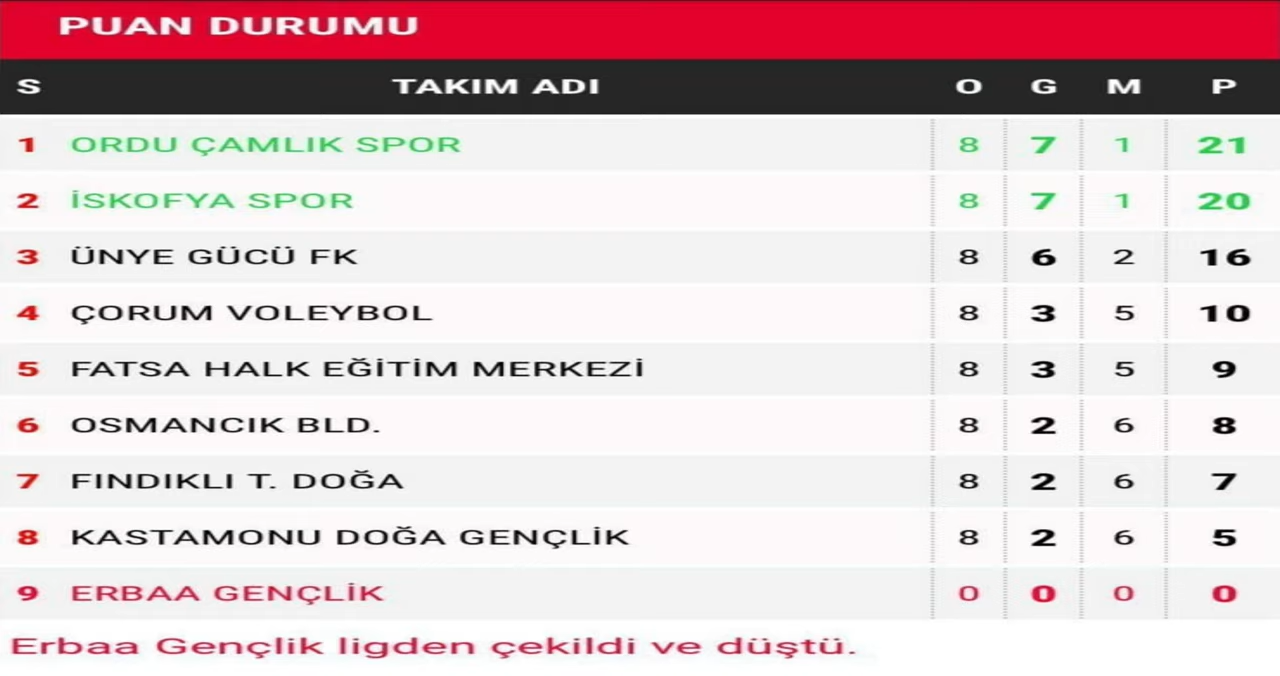 PUAN DURUMU
S TAKIM ADI O G M P
1 ORDU ÇAMLIK SPOR 8 7 1 21
2 İSKOFYA SPOR 8 7 1 20
3 ÜNYE GÜCÜ FK 8 6 2 16
4 ÇORUM VOLEYBOL 8 3 5 10
5 FATSA HALK EĞİTİM MERKEZİ 8 3 5 9
6 OSMANCIK BLD. 8 2 6 8
7 FINDIKLI T. DOĞA 8 2 6 7
8 KASTAMONU DOĞA GENÇLİK 8 2 6 5
9 ERBAA GENÇLİK 0 0 0 0
Erbaa Gençlik ligden çekildi ve düştü.